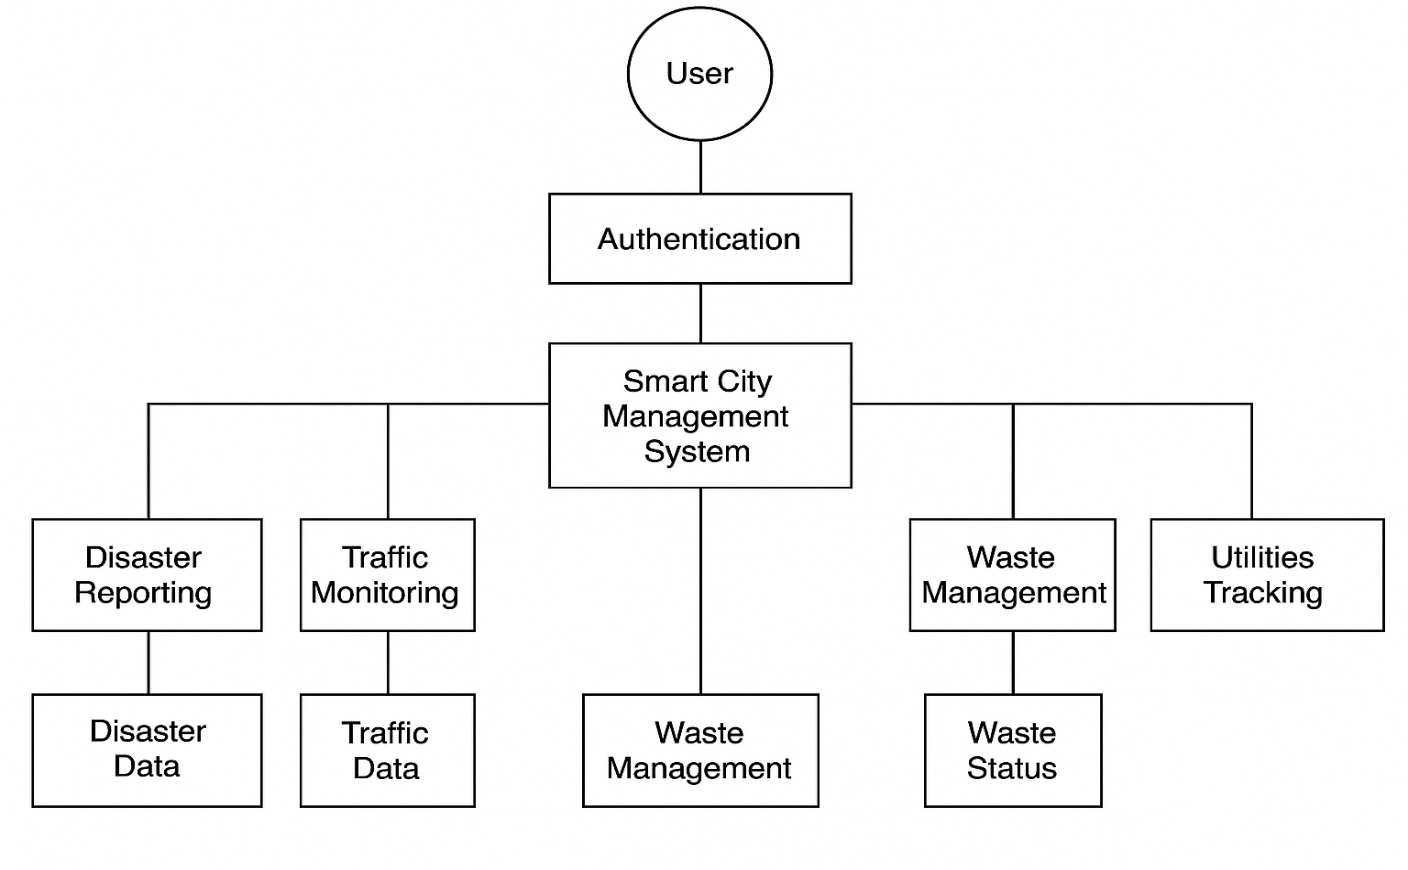 User
Authentication
Smart City
Management
System
Disaster
Reporting
Traffic
Monitoring
Waste
Management
Utilities
Tracking
Disaster
Data
Traffic
Data
Waste
Management
Waste
Status